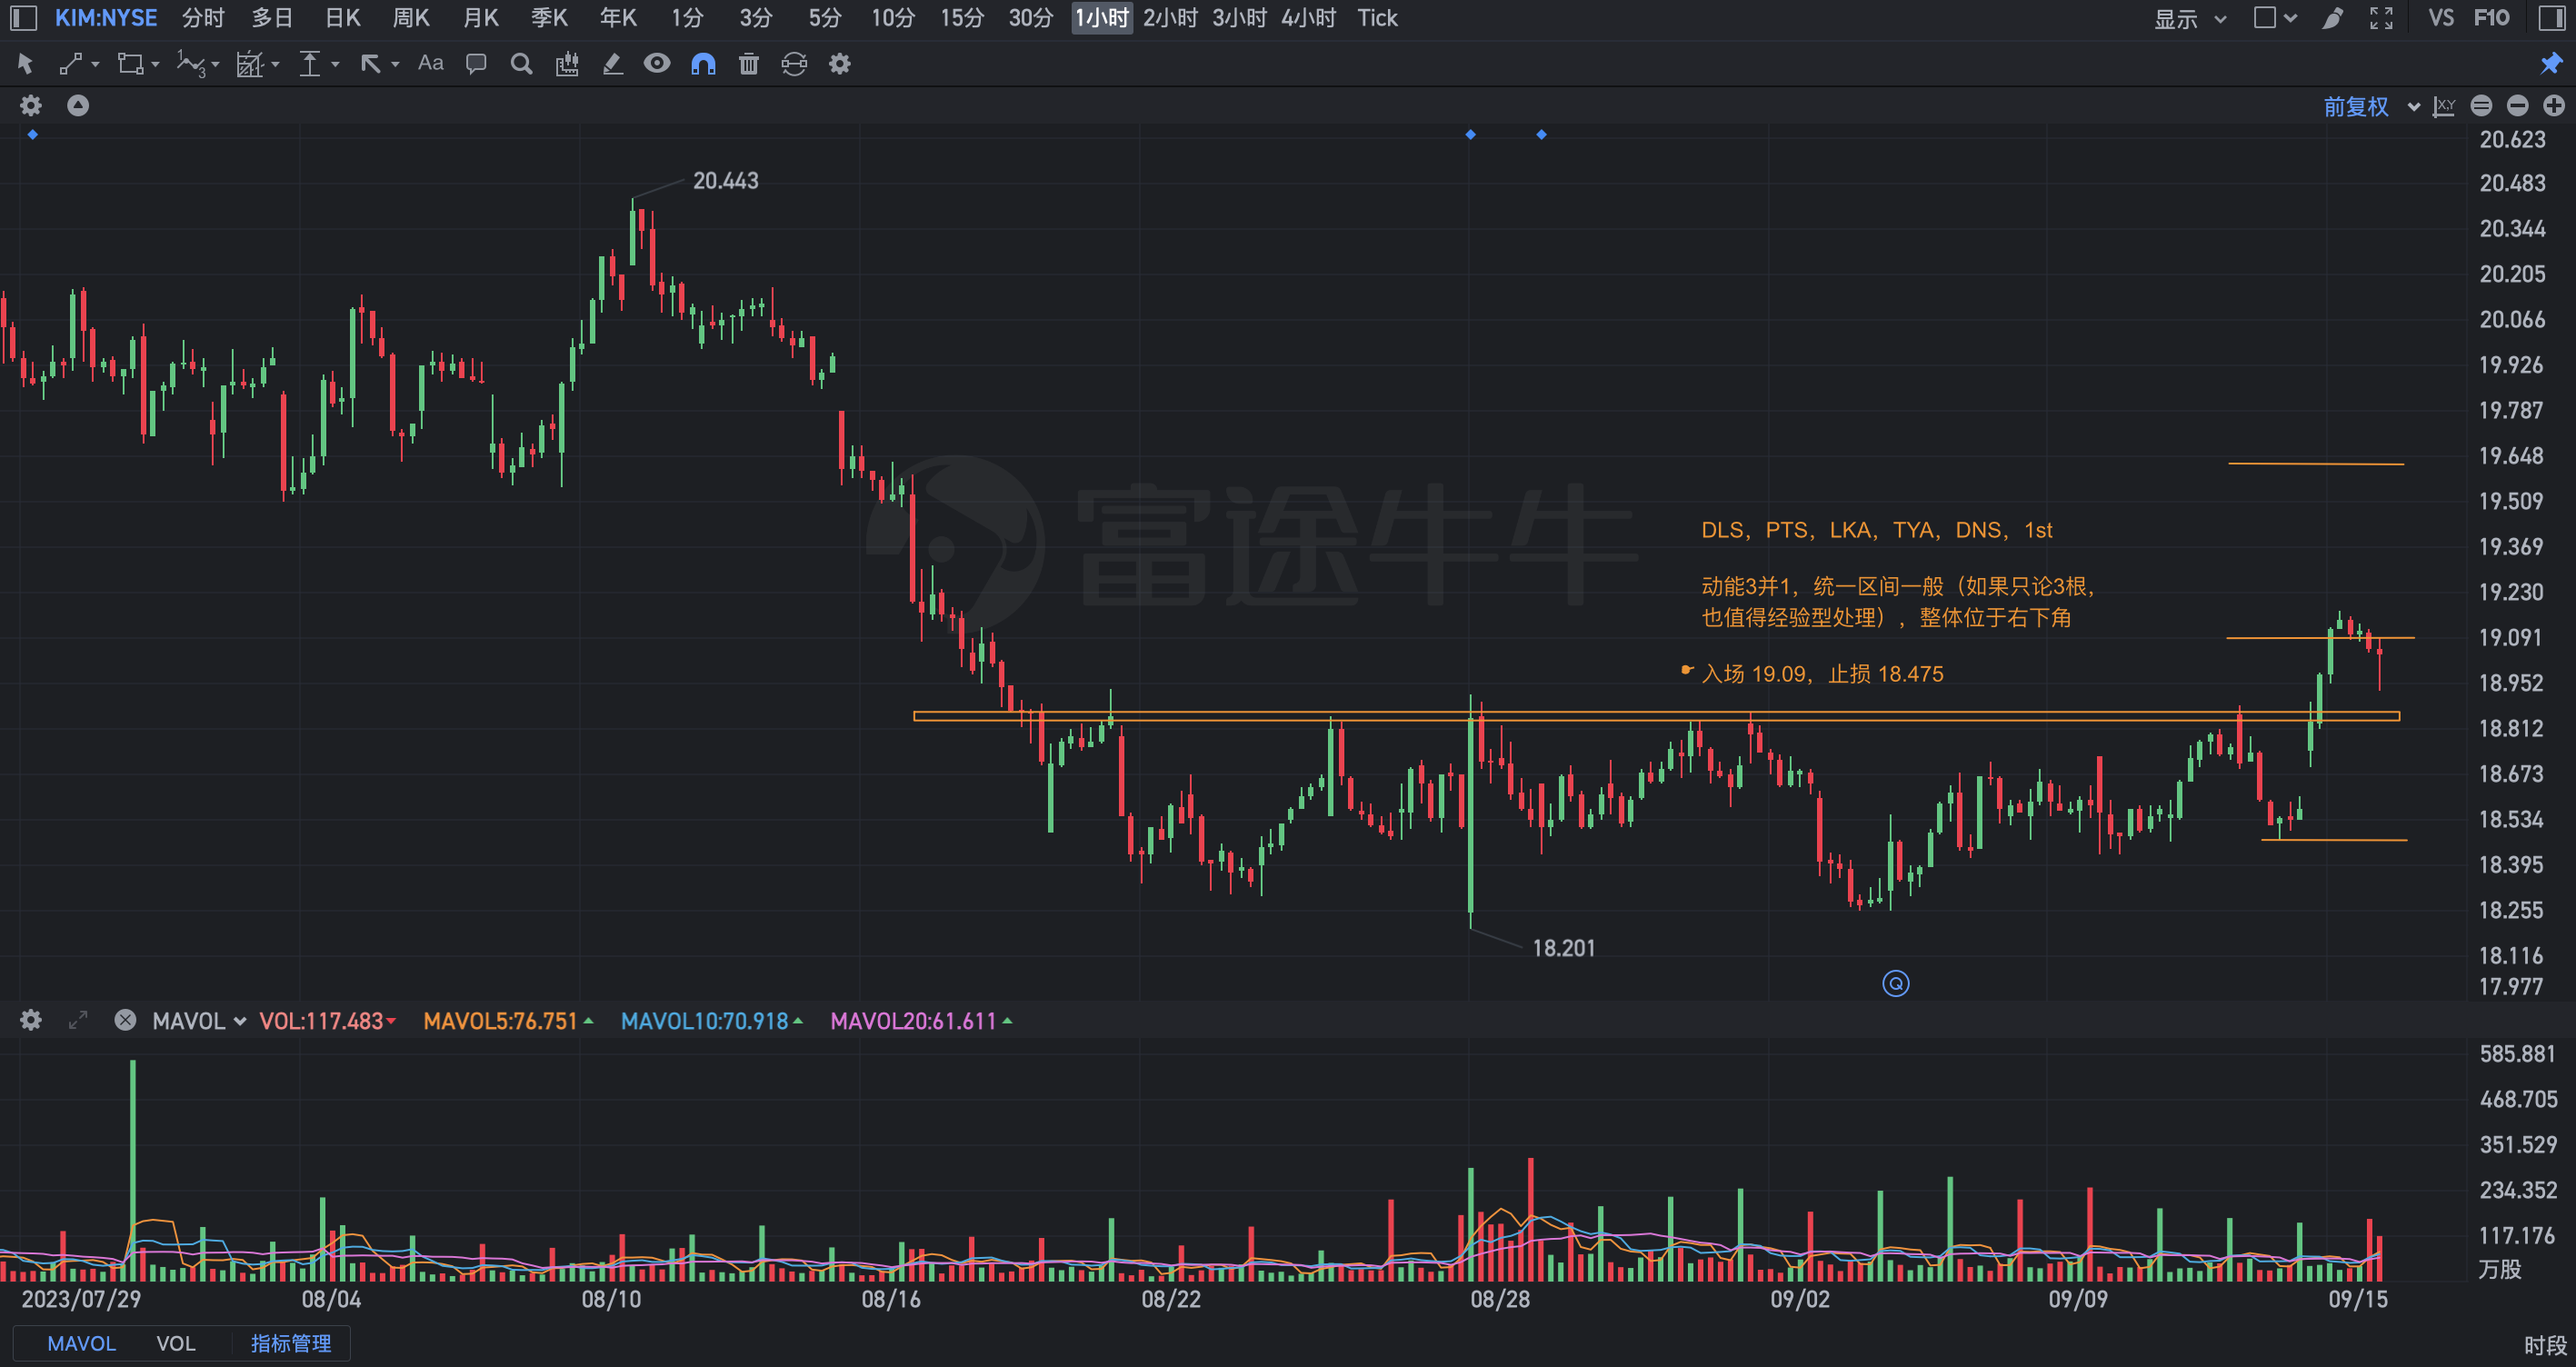 KIM:NYSE 分时 多日 日K 周K 月K 季K 年K 1分 3分 5分 10分 15分 30分 1小时 2小时 3小时 4小时 Tick 显示 VS F10
Aa
前复权 X,Y
20.623
20.443
20.483
20.344
20.205
20.066
19.926
19.787
19.648
19.509
富途牛牛
DLS，PTS，LKA，TYA，DNS，1st
19.369
动能3并1，统一区间一般（如果只论3根，
19.230
也值得经验型处理），整体位于右下角
19.091
入场 19.09，止损 18.475
18.952
18.812
18.673
18.534
18.395
18.255
18.201
18.116
Q
17.977
MAVOL VOL:117.483 MAVOL5:76.751 MAVOL10:70.918 MAVOL20:61.611
585.881
468.705
351.529
234.352
117.176
万股
2023/07/29 08/04 08/10 08/16 08/22 08/28 09/02 09/09 09/15
MAVOL VOL 指标管理 时段